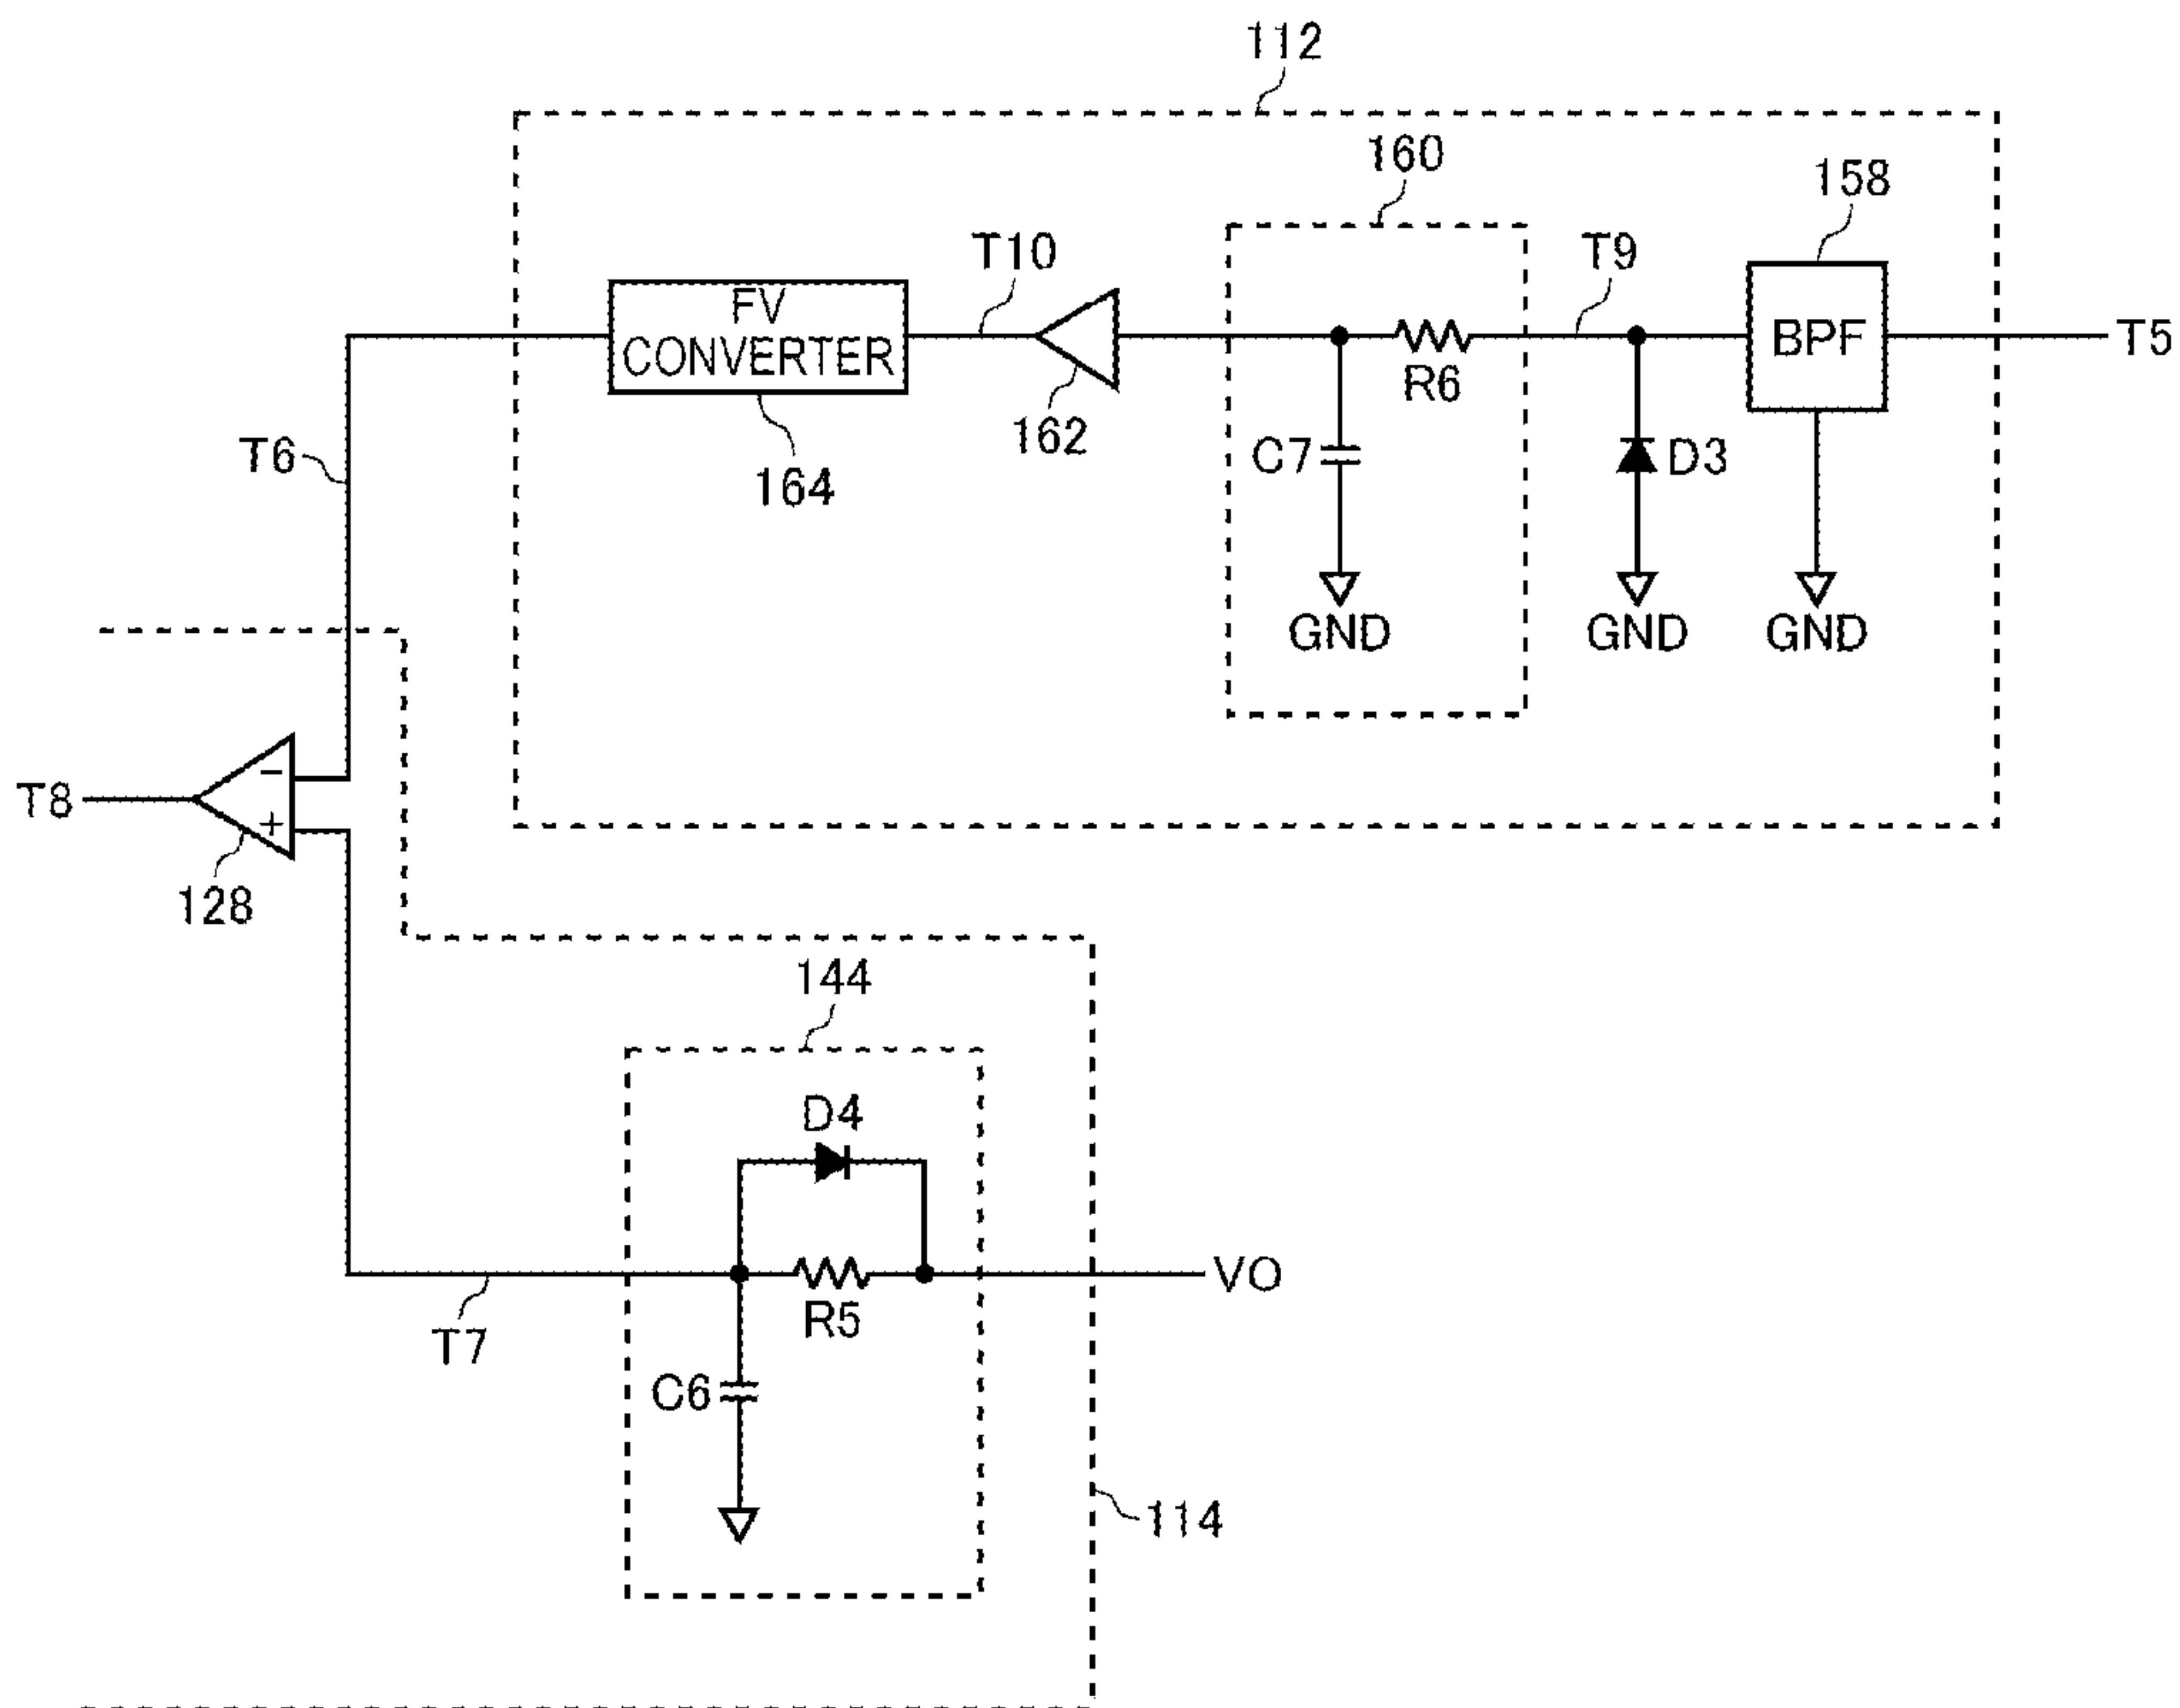 112
160
158
T10
T9
FV
CONVERTER
BPF
T5
R6
162
T6
C7
D3
164
GND
GND
GND
−
T8
+
128
144
D4
VO
R5
T7
C6
114